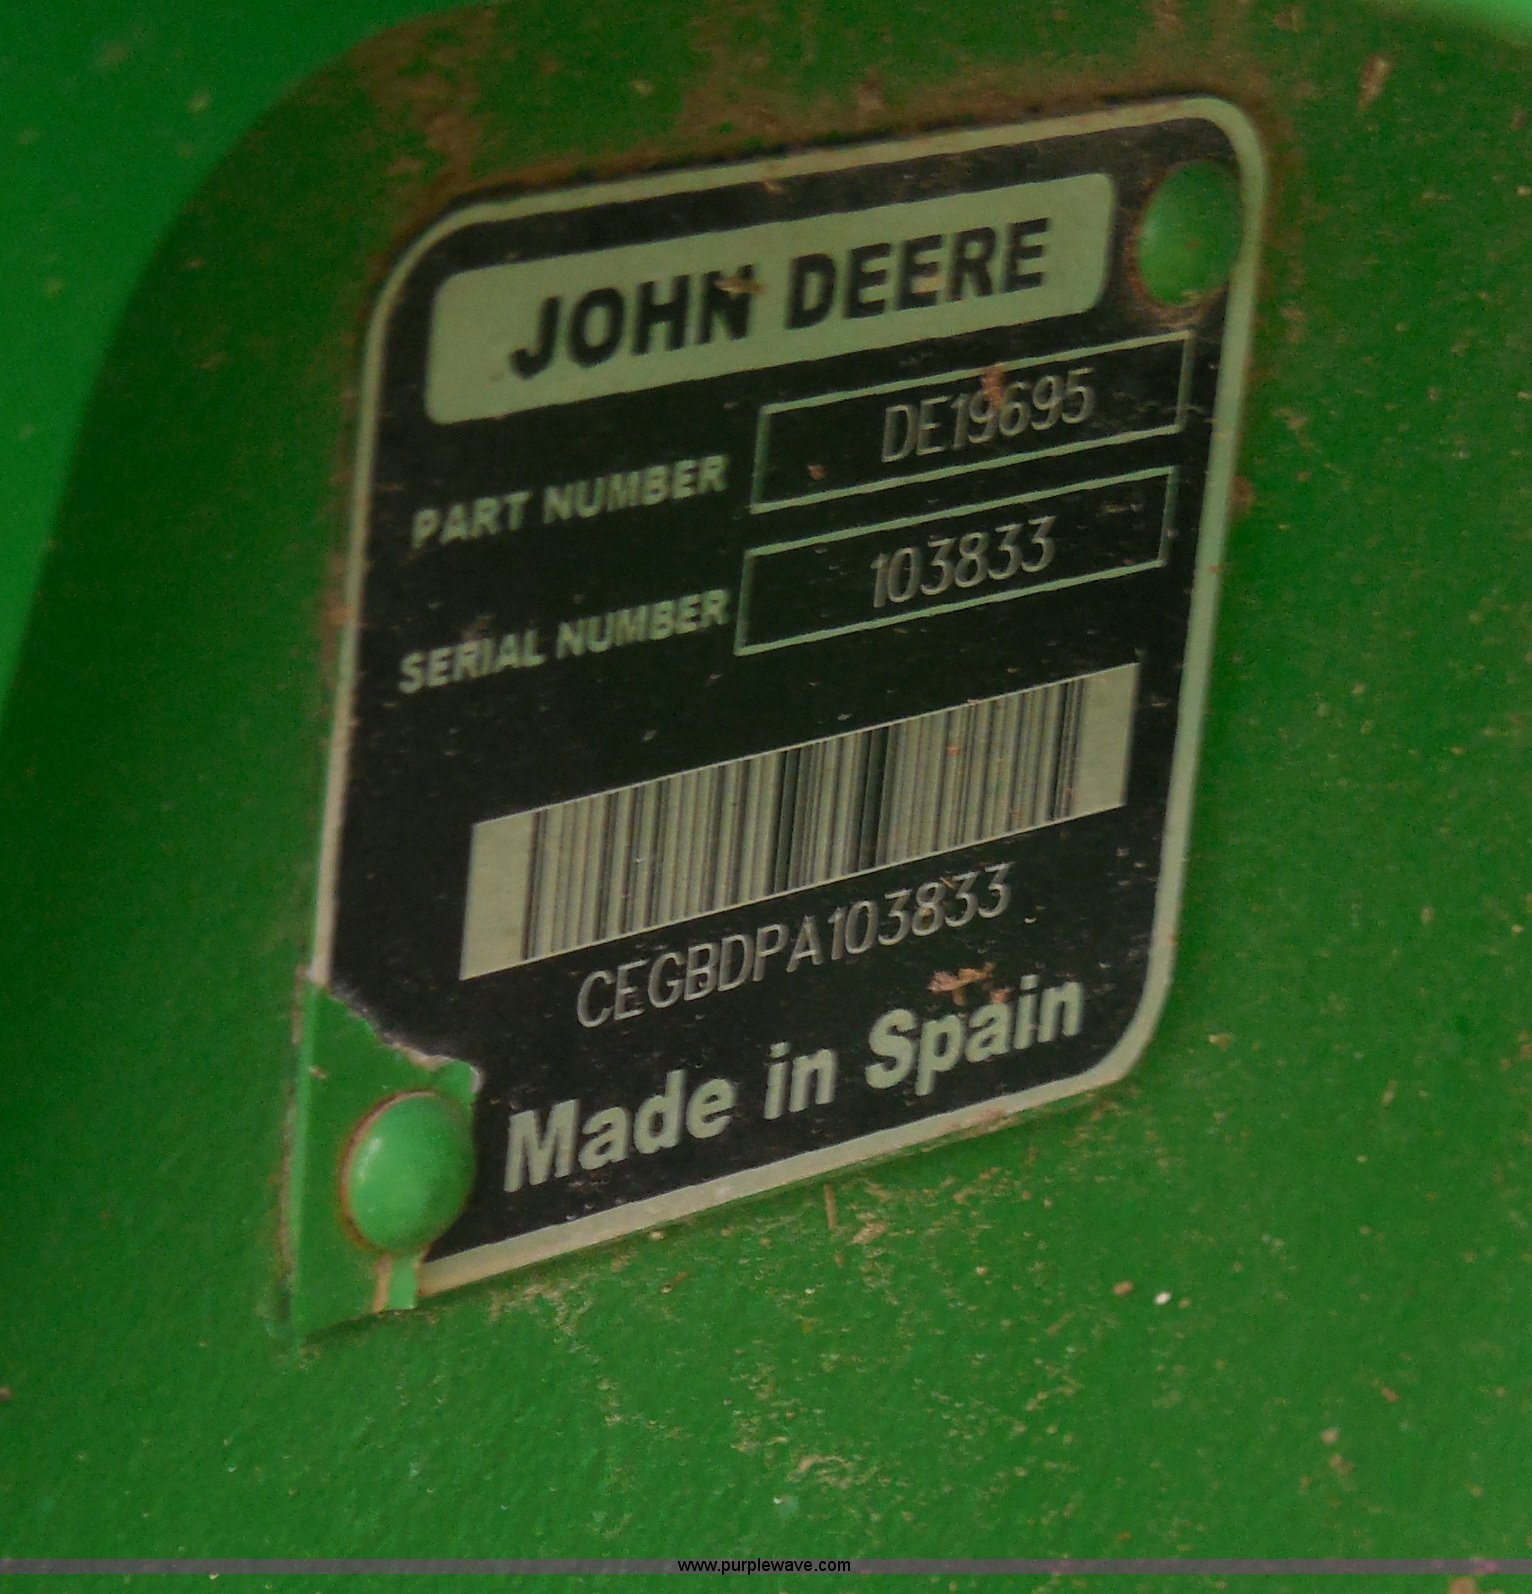 JOHN DEERE
PART NUMBER DE19695
SERIAL NUMBER 103833
CEGBDPA103833
Made in Spain
www.purplewave.com